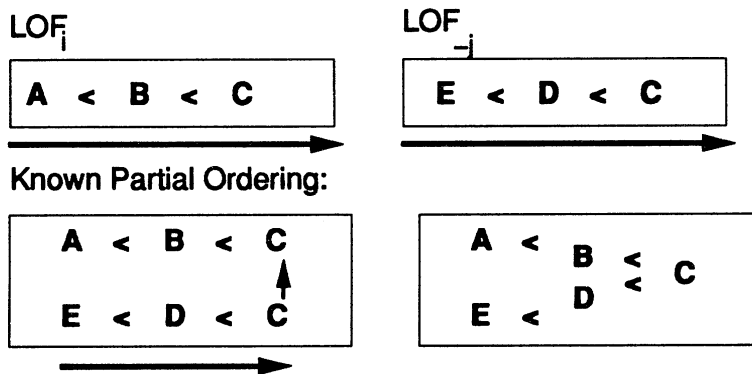 LOFi
LOF-j
A < B < C
E < D < C
Known Partial Ordering:
A < B < C
E < D < C
A <
B <
C
D <
E <